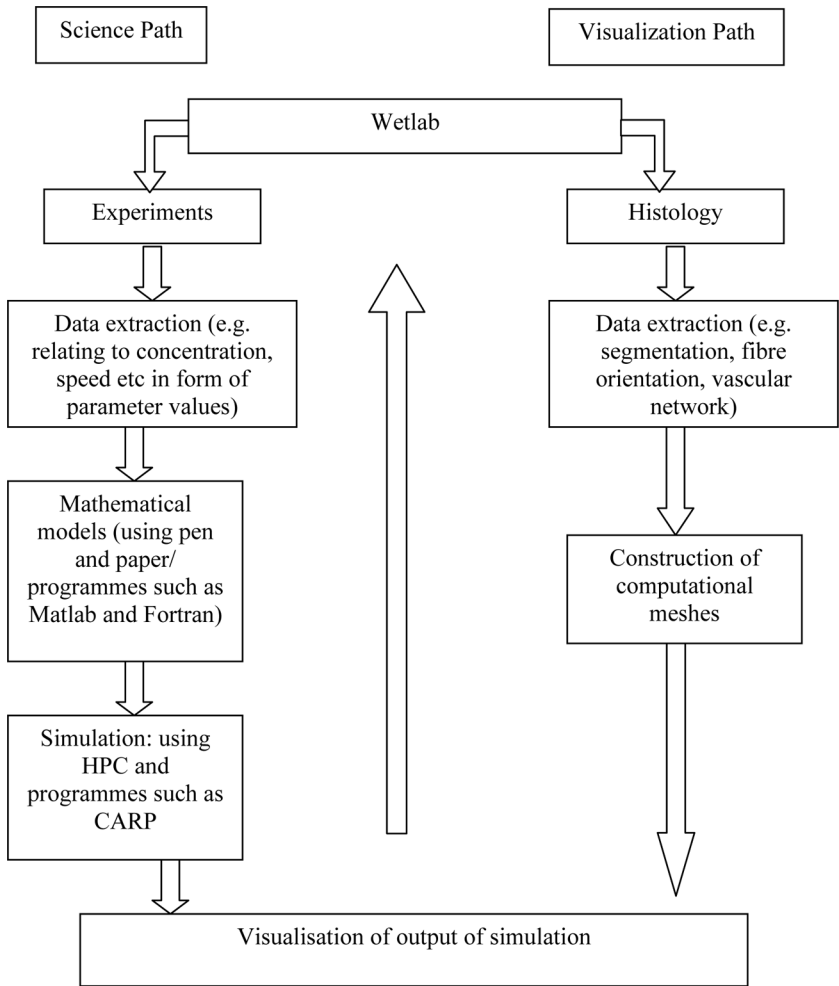 Science Path
Visualization Path
Wetlab
Experiments
Histology
Data extraction (e.g.
relating to concentration,
speed etc in form of
parameter values)
Data extraction (e.g.
segmentation, fibre
orientation, vascular
network)
Mathematical
models (using pen
and paper/
programmes such as
Matlab and Fortran)
Construction of
computational
meshes
Simulation: using
HPC and
programmes such as
CARP
Visualisation of output of simulation